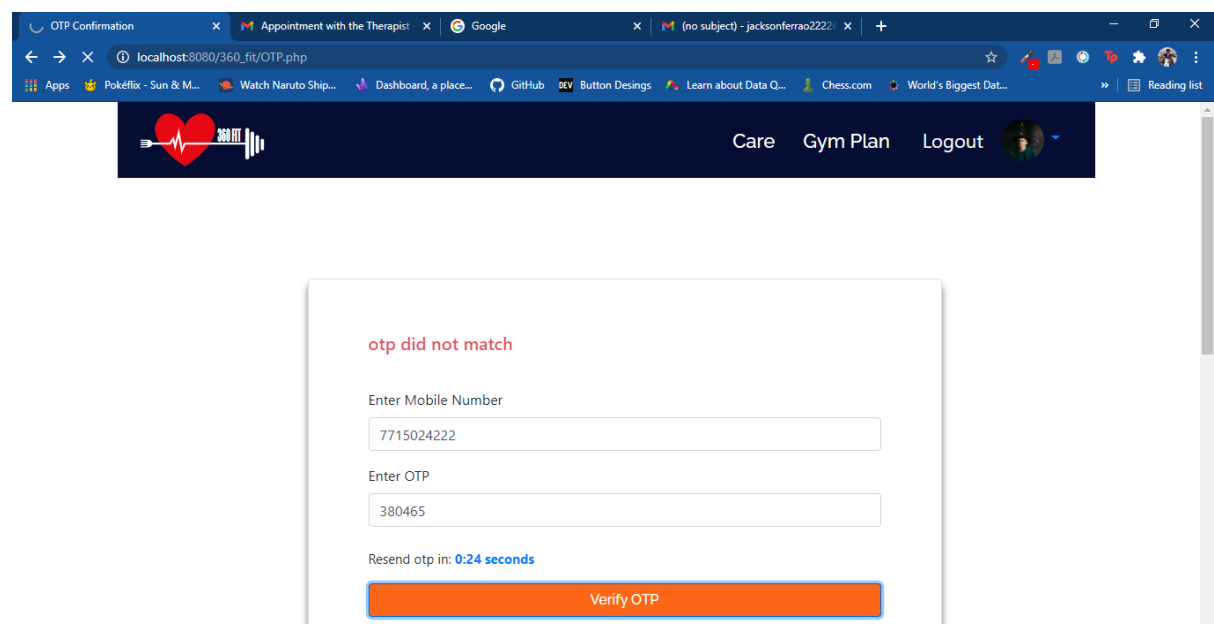 OTP Confirmation
Appointment with the Therapist -
Google
(no subject) - jacksonferrao2222
localhost:8080/360_fit/OTP.php
Tp
Apps
Pokéflix - Sun & M...
Watch Naruto Ship...
Dashboard, a place...
GitHub
DEV Button Desings
Learn about Data Q...
Chess.com
World's Biggest Dat...
»
Reading list
360 FIT
Care
Gym Plan
Logout
otp did not match
Enter Mobile Number
7715024222
Enter OTP
380465
Resend otp in: 0:24 seconds
Verify OTP